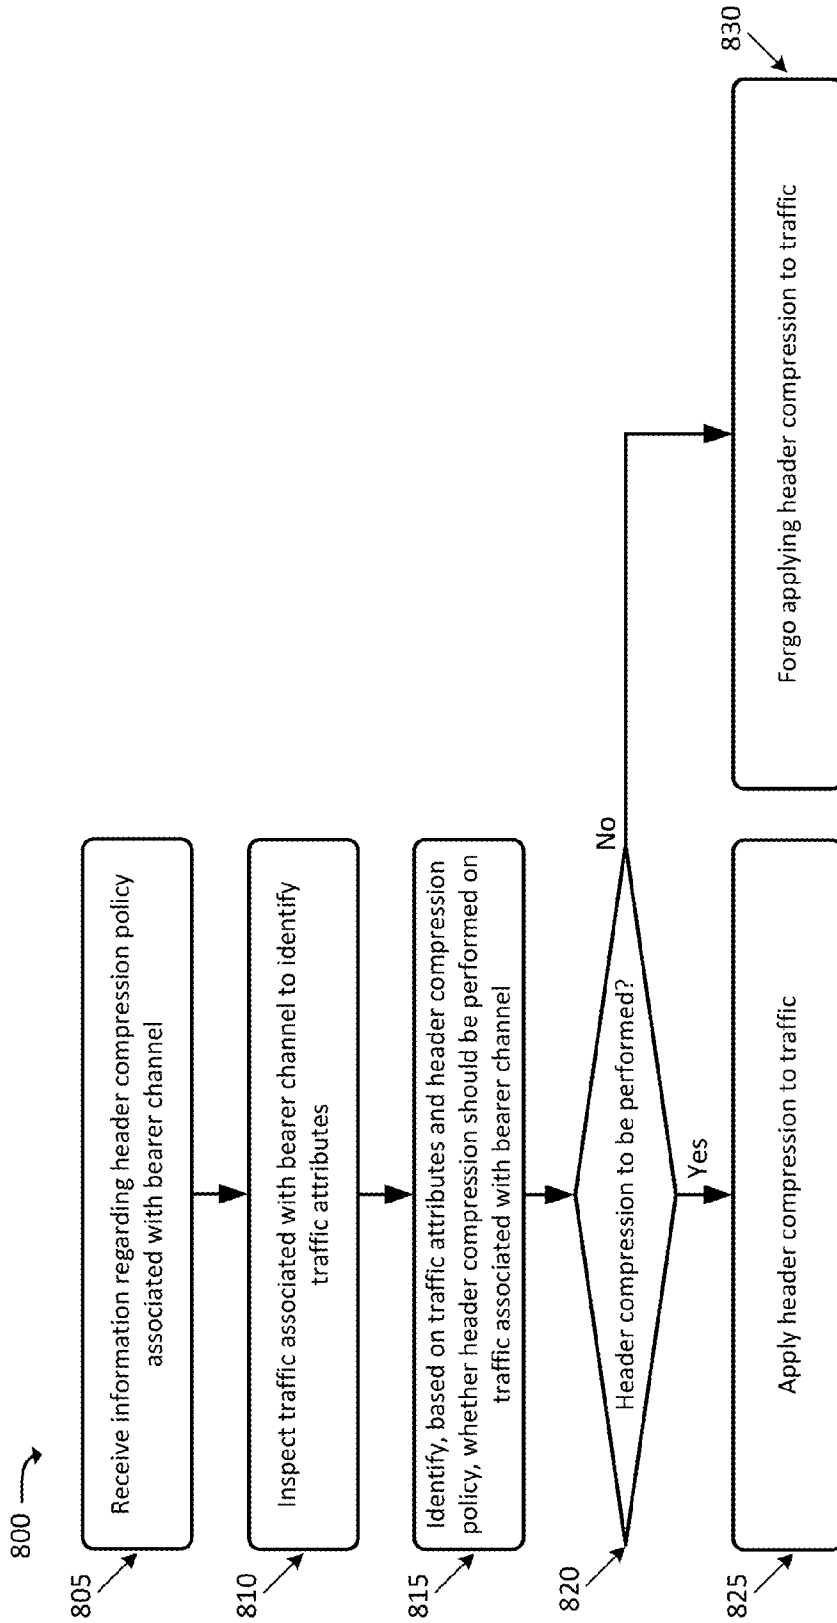 800
805
Receive information regarding header compression policy
associated with bearer channel
810
Inspect traffic associated with bearer channel to identify
traffic attributes
815
Identify, based on traffic attributes and header compression
policy, whether header compression should be performed on
traffic associated with bearer channel
820
Header compression to be performed?
No
Yes
825
Apply header compression to traffic
830
Forgo applying header compression to traffic